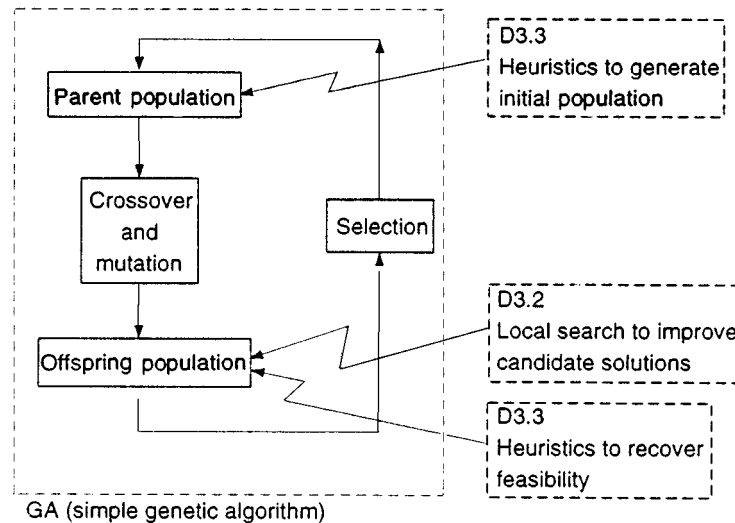 D3.3
Heuristics to generate
initial population
Parent population
Crossover
and
mutation
Selection
D3.2
Local search to improve
candidate solutions
Offspring population
D3.3
Heuristics to recover
feasibility
GA (simple genetic algorithm)